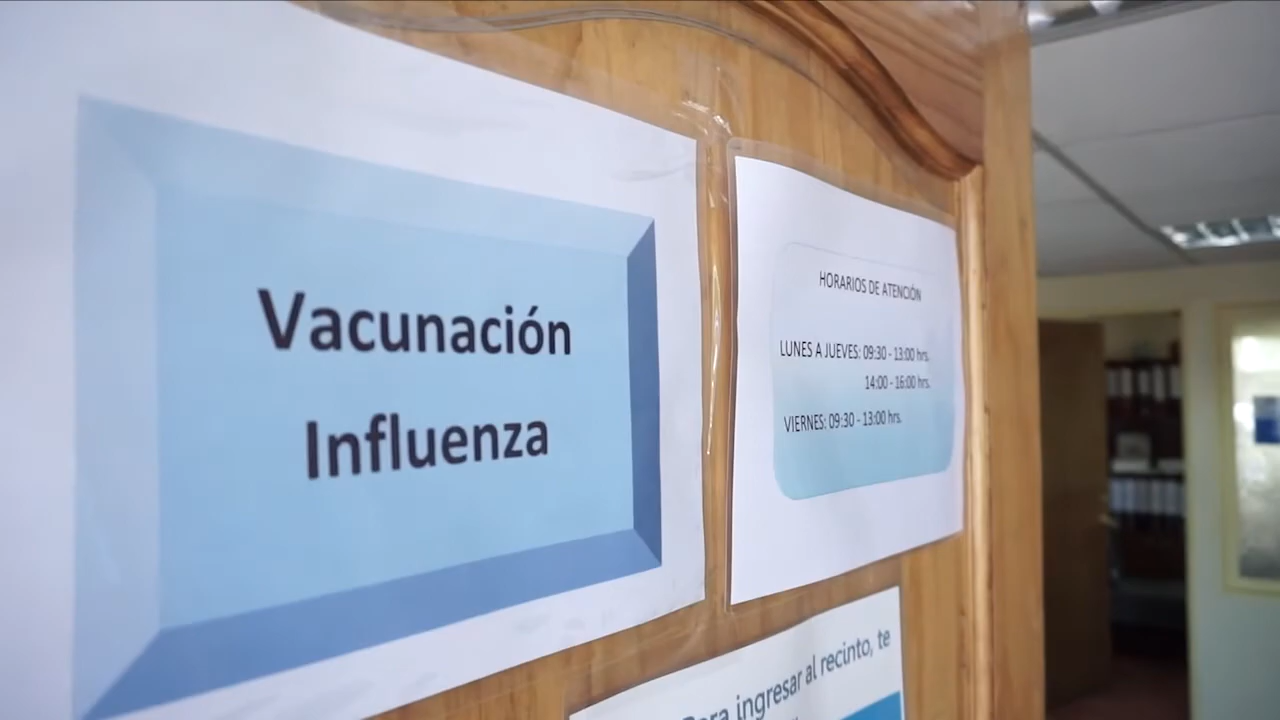 Vacunación
Influenza
HORARIOS DE ATENCIÓN
LUNES A JUEVES: 09:30 - 13:00 hrs.
14:00 - 16:00 hrs.
VIERNES: 09:30 - 13:00 hrs.
Para ingresar al recinto, te